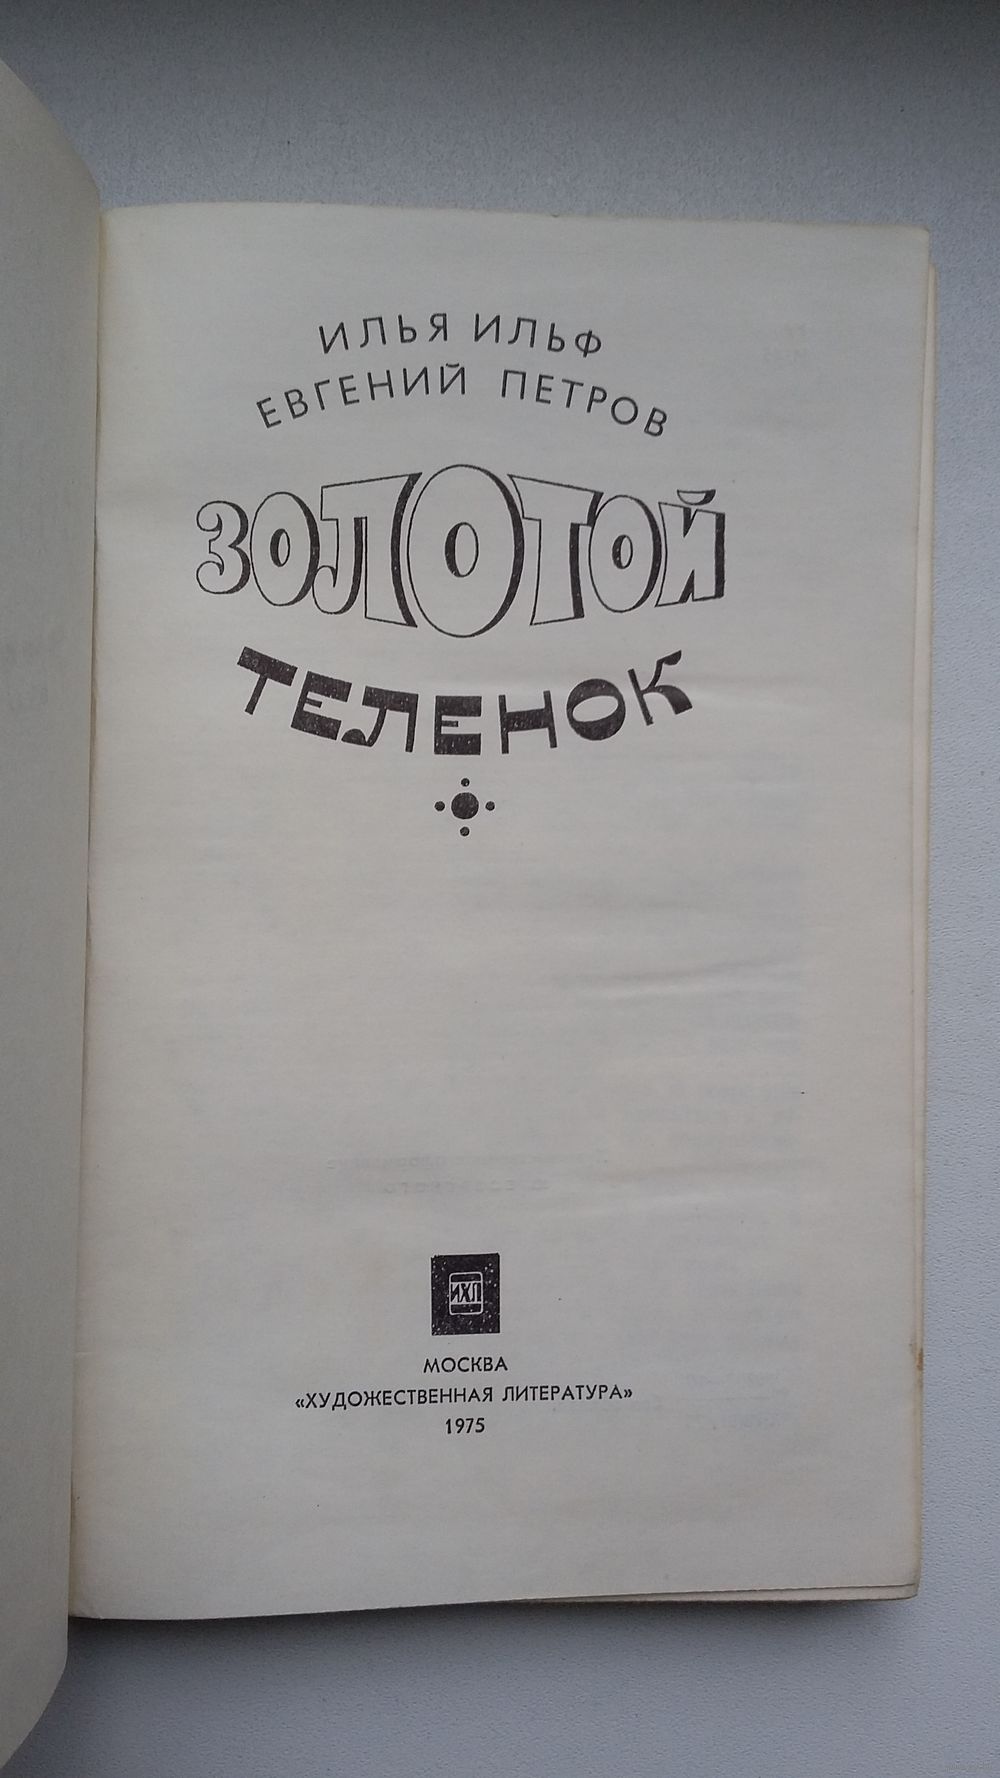 ИЛЬЯ ИЛЬФ
ЕВГЕНИЙ ПЕТРОВ
ЗОЛОТОЙ
ТЕЛЕНОК
ИХЛ
МОСКВА
«ХУДОЖЕСТВЕННАЯ ЛИТЕРАТУРА»
1975